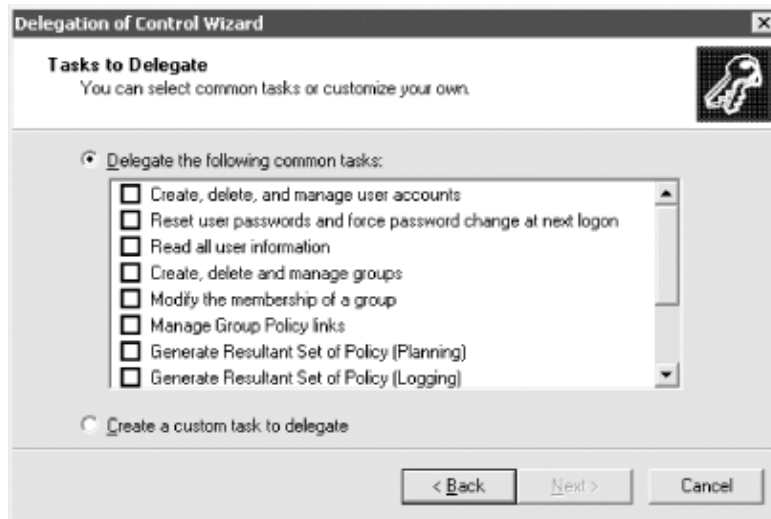 Delegation of Control Wizard
Tasks to Delegate
You can select common tasks or customize your own.
Delegate the following common tasks:
Create, delete, and manage user accounts
Reset user passwords and force password change at next logon
Read all user information
Create, delete and manage groups
Modify the membership of a group
Manage Group Policy links
Generate Resultant Set of Policy (Planning)
Generate Resultant Set of Policy (Logging)
Create a custom task to delegate
< Back Next > Cancel